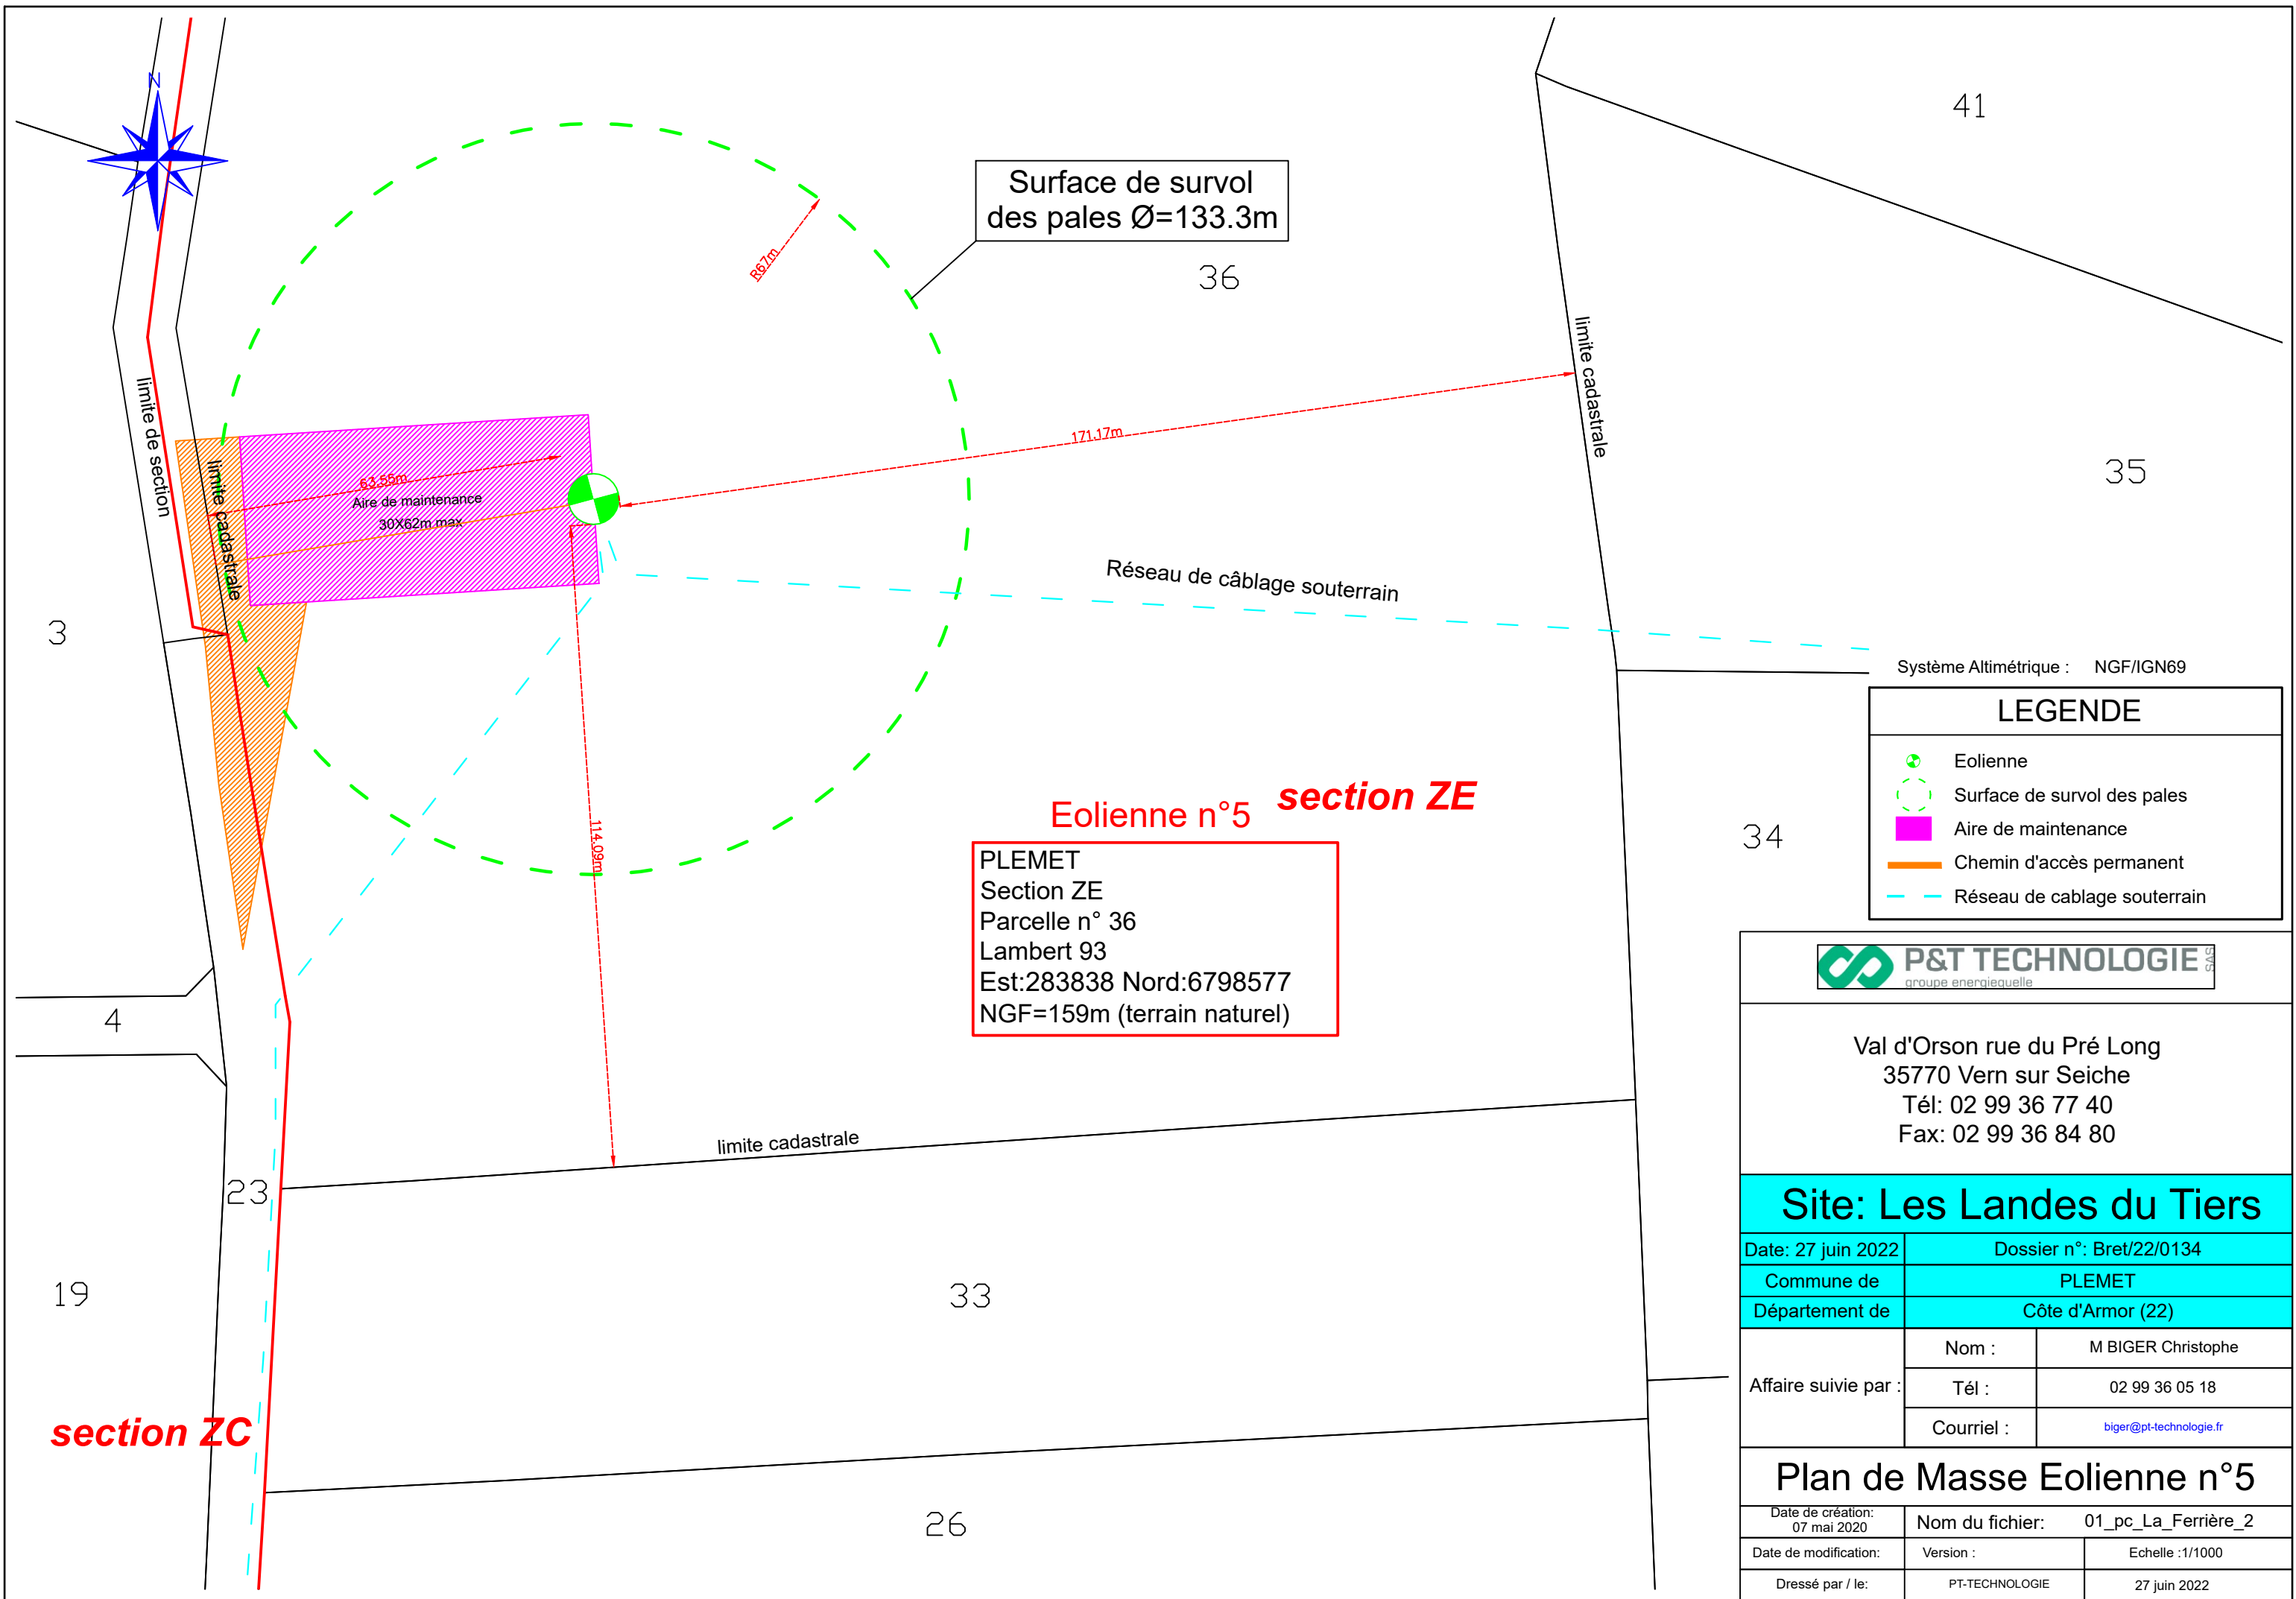 N
41
Surface de survol
des pales Ø=133.3m
R67m
36
limite cadastrale
171.17m
35
limite de section
limite cadastrale
63.55m
Aire de maintenance
30X62m max
Réseau de câblage souterrain
3
114.09m
section ZE
Eolienne n°5
PLEMET
Section ZE
Parcelle n° 36
Lambert 93
Est:283838 Nord:6798577
NGF=159m (terrain naturel)
34
4
limite cadastrale
23
19
33
section ZC
26
Système Altimétrique : NGF/IGN69
LEGENDE
Eolienne
Surface de survol des pales
Aire de maintenance
Chemin d'accès permanent
Réseau de cablage souterrain
P&T TECHNOLOGIE SAS
groupe energiequelle
Val d'Orson rue du Pré Long
35770 Vern sur Seiche
Tél: 02 99 36 77 40
Fax: 02 99 36 84 80
Site: Les Landes du Tiers
Date: 27 juin 2022 Dossier n°: Bret/22/0134
Commune de PLEMET
Département de Côte d'Armor (22)
Affaire suivie par :
Nom : M BIGER Christophe
Tél : 02 99 36 05 18
Courriel : biger@pt-technologie.fr
Plan de Masse Eolienne n°5
Date de création:
07 mai 2020
Nom du fichier: 01_pc_La_Ferrière_2
Date de modification: Version : Echelle :1/1000
Dressé par / le: PT-TECHNOLOGIE 27 juin 2022